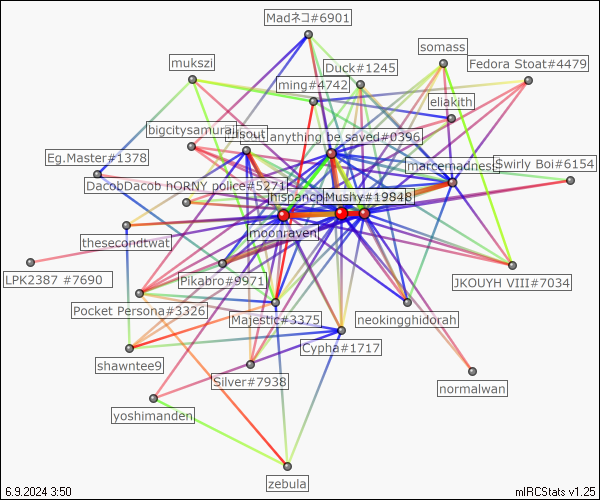 Madネコ#6901
somass
mukszi
Fedora Stoat#4479
Duck#1245
ming#4742
eliakith
bigcitysamurai
anything be saved#0396
Eg.Master#1378
marcemadness
Swirly Boi#6154
DacobDacob hORNY police#5271
Mushy#1984
moonraven
thesecondtwat
LPK2387 #7690
Pikabro#9971
JKOUYH VIII#7034
Pocket Persona#3326
Majestic#3375
neokingghidorah
Cypha#1717
shawntee9
Silver#7938
normalwan
yoshimanden
zebula
6.9.2024 3:50
mIRCStats v1.25